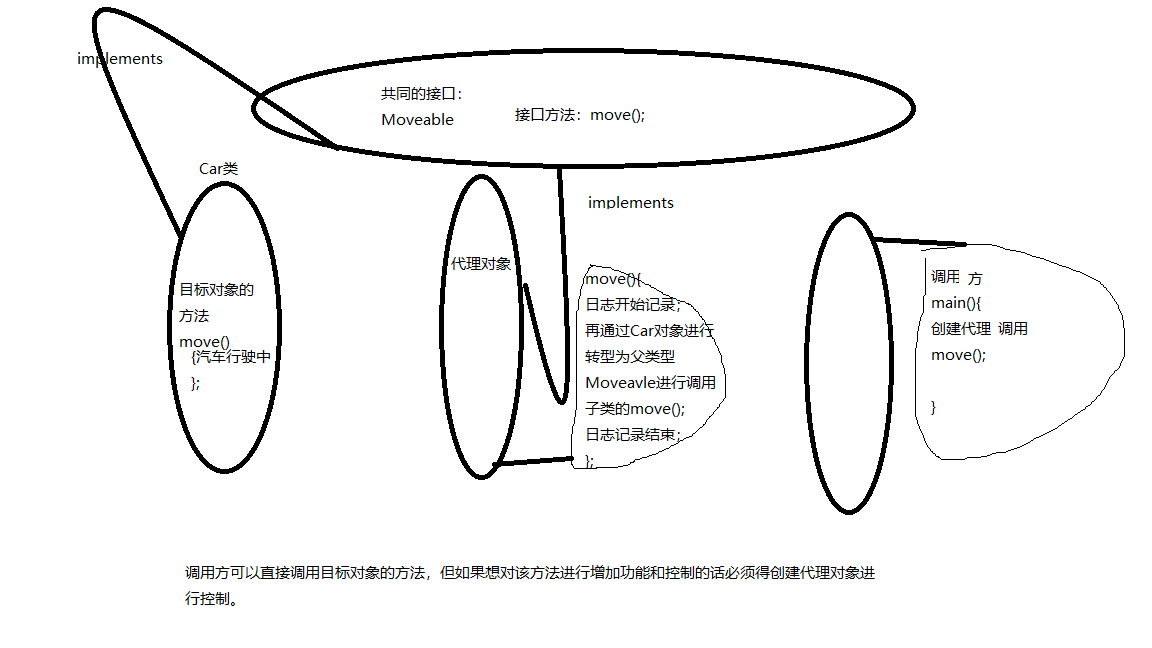 implements
共同的接口：
Moveable
接口方法：move();
Car类
implements
目标对象的
方法
move()
{汽车行驶中
};
代理对象
move(){
日志开始记录；
再通过Car对象进行
转型为父类型
Moveavle进行调用
子类的move();
日志记录结束；
};
调用 方
main(){
创建代理 调用
move();
}
调用方可以直接调用目标对象的方法，但如果想对该方法进行增加功能和控制的话必须得创建代理对象进
行控制。